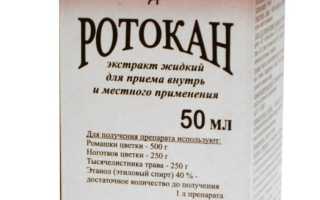 РОТОКАН
экстракт жидкий
для приема внутрь
и местного применения
50 мл
Для получения препарата используют:
Ромашки цветки - 500 г
Ноготков цветки - 250 г
Тысячелистника трава - 250 г
Этанол (этиловый спирт) 40% -
достаточное количество до получения
1 л препарата